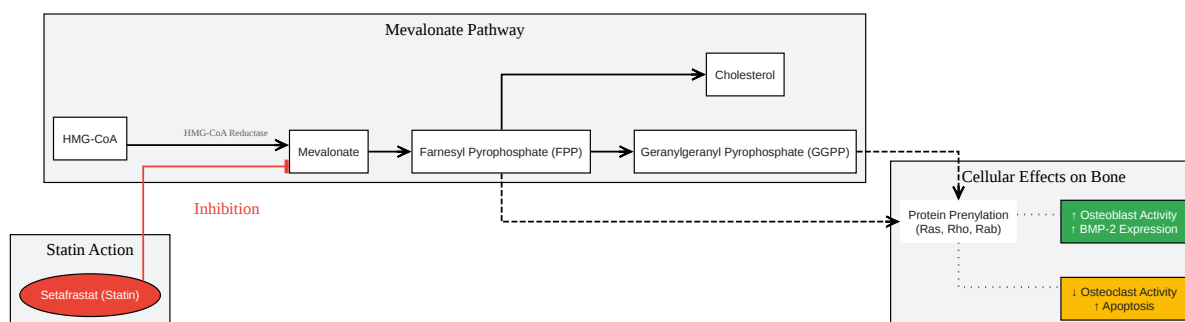 Mevalonate Pathway
Cholesterol
HMG-CoA
HMG-CoA Reductase
Mevalonate
Farnesyl Pyrophosphate (FPP)
Geranylgeranyl Pyrophosphate (GGPP)
Inhibition
Statin Action
Setafrastat (Statin)
Cellular Effects on Bone
Protein Prenylation
(Ras, Rho, Rab)
↑ Osteoblast Activity
↑ BMP-2 Expression
↓ Osteoclast Activity
↑ Apoptosis